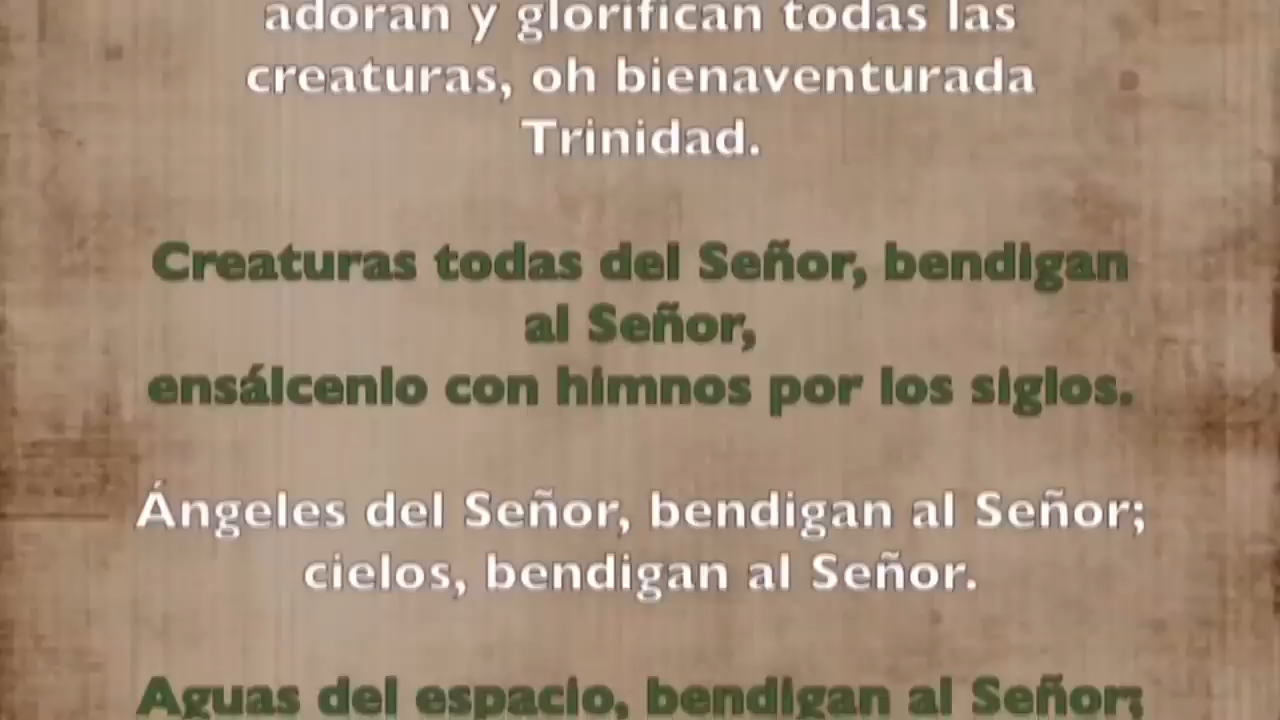 adoran y glorifican todas las
creaturas, oh bienaventurada
Trinidad.
Creaturas todas del Señor, bendigan
al Señor,
ensálcenlo con himnos por los siglos.
Ángeles del Señor, bendigan al Señor;
cielos, bendigan al Señor.
Aguas del espacio, bendigan al Señor;